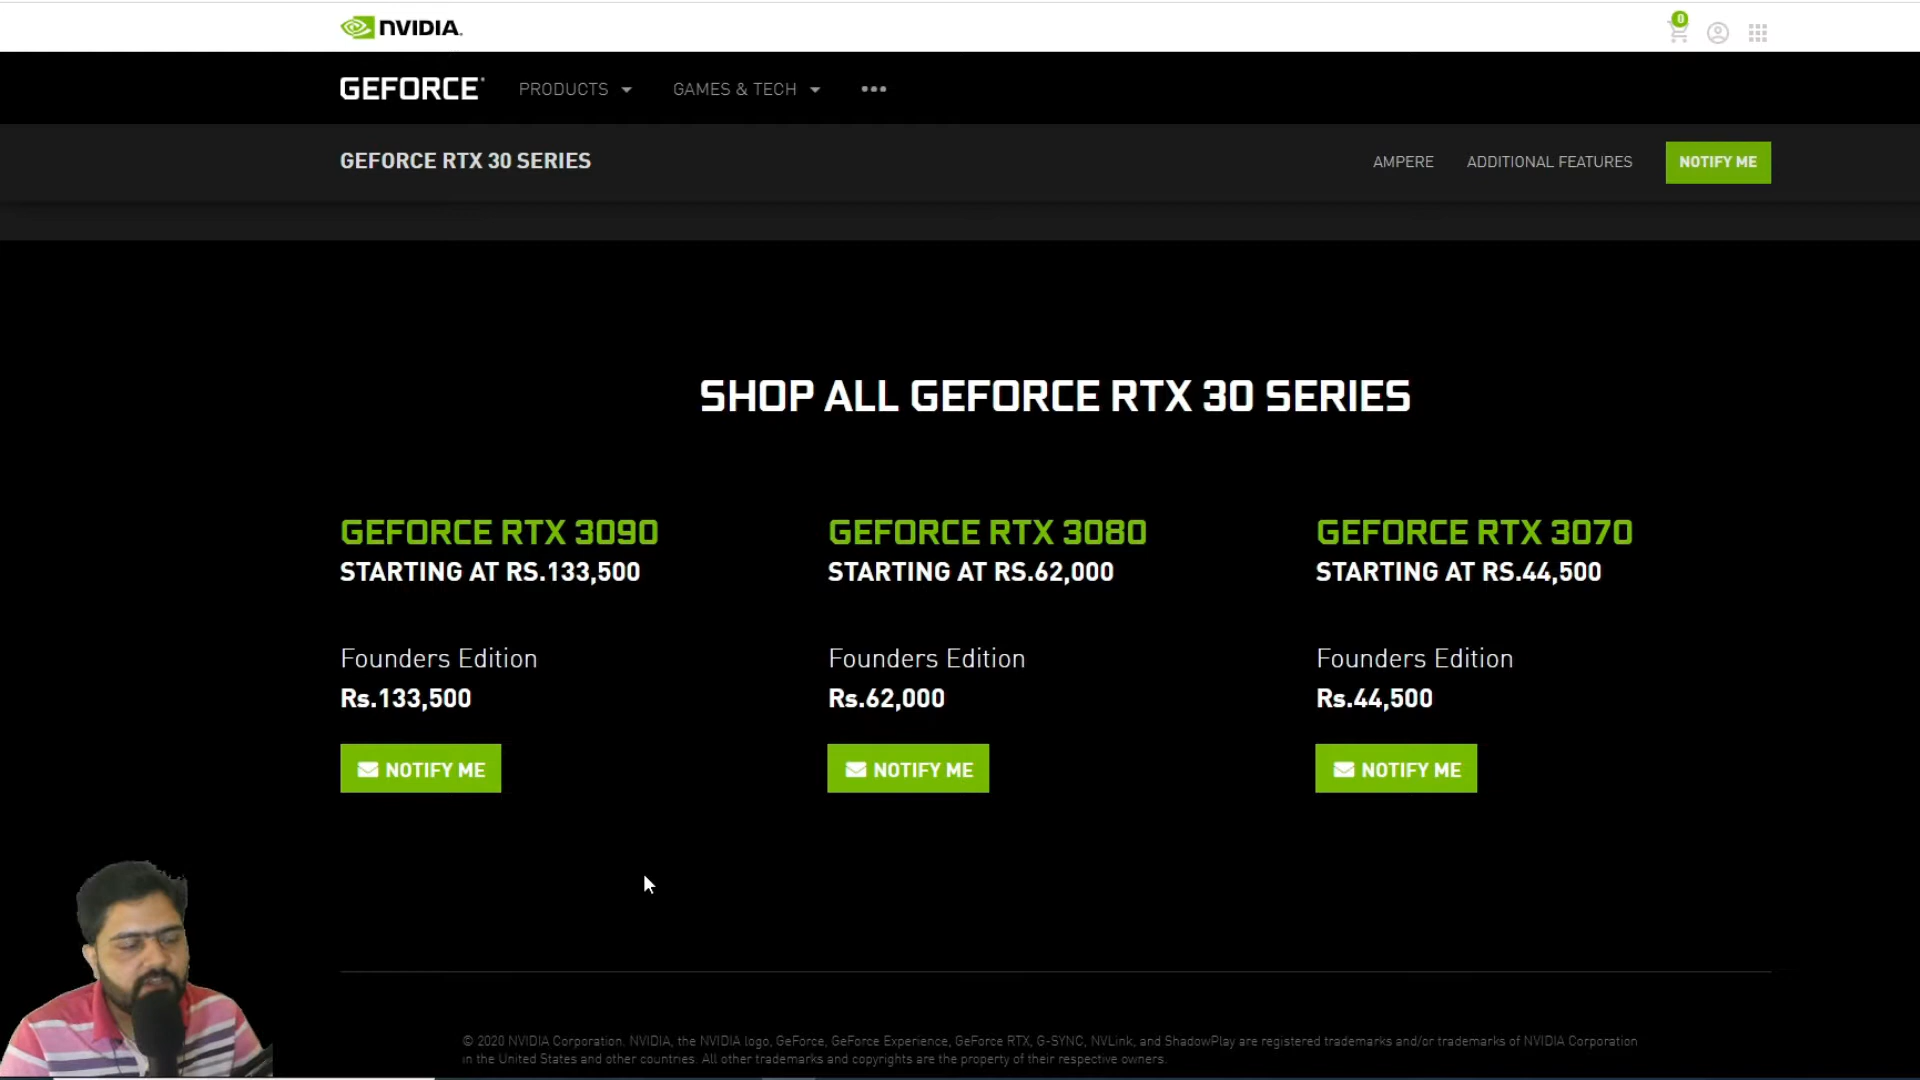 NVIDIA.
0
GEFORCE® PRODUCTS GAMES & TECH •••
GEFORCE RTX 30 SERIES AMPERE ADDITIONAL FEATURES NOTIFY ME
SHOP ALL GEFORCE RTX 30 SERIES
GEFORCE RTX 3090
STARTING AT RS.133,500
Founders Edition
Rs.133,500
NOTIFY ME
GEFORCE RTX 3080
STARTING AT RS.62,000
Founders Edition
Rs.62,000
NOTIFY ME
GEFORCE RTX 3070
STARTING AT RS.44,500
Founders Edition
Rs.44,500
NOTIFY ME
© 2020 NVIDIA Corporation. NVIDIA, the NVIDIA logo, GeForce, GeForce Experience, GeForce RTX, G-SYNC, NVLink, and ShadowPlay are registered trademarks and/or trademarks of NVIDIA Corporation
in the United States and other countries. All other trademarks and copyrights are the property of their respective owners.